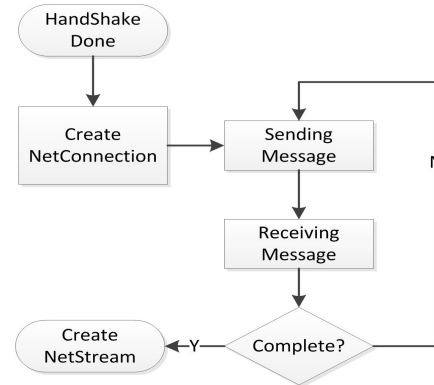 HandShake
Done
Create
NetConnection
Sending
Message
Receiving
Message
Create
NetStream
Y
Complete?
N